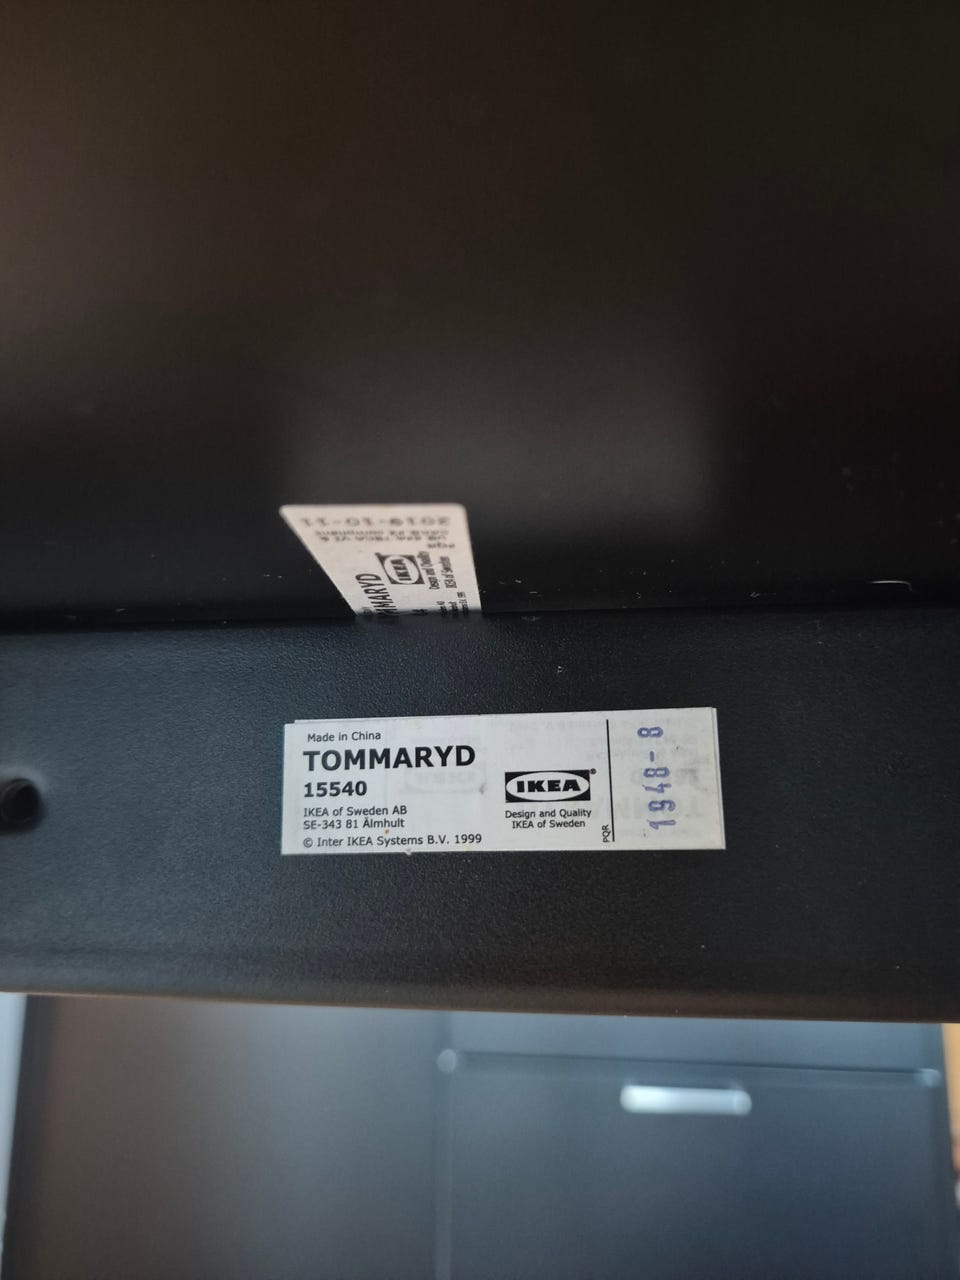 2019-10-11
IKEA
Design and Quality
IKEA of Sweden
Made in China
TOMMARYD
15540
IKEA of Sweden AB
SE-343 81 Älmhult
© Inter IKEA Systems B.V. 1999
IKEA®
Design and Quality
IKEA of Sweden
PQR
1948-8